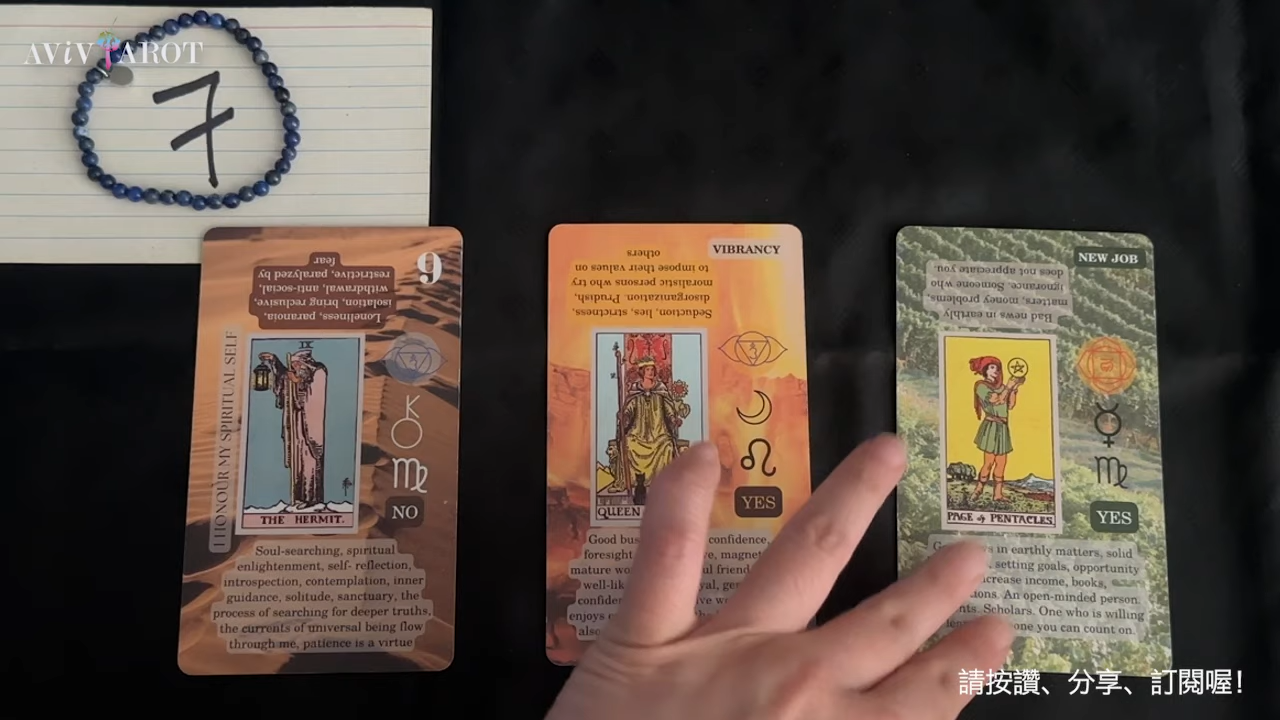 AViV TAROT
7
9
Loneliness, paranoia,
isolation, bring reclusive,
withdrawal, anti-social,
restrictive, paralyzed by
fear
I HONOUR MY SPIRITUAL SELF
IX
THE HERMIT.
NO
Soul-searching, spiritual
enlightenment, self- reflection,
introspection, contemplation, inner
guidance, solitude, sanctuary, the
process of searching for deeper truths,
the currents of universal being flow
through me, patience is a virtue
VIBRANCY
Seduction, lies, strictness,
disorganization. Prudish,
moralistic persons who try
to impose their values on
others
QUEEN
YES
Good confidence,
foresight magnet
mature wo friend
well-lik
enjoys
also
NEW JOB
Bad news in earthly
matters, money problems,
ignorance. Someone who
does not appreciate you.
PAGE of PENTACLES.
YES
in earthly matters, solid
setting goals, opportunity
increase income, books,
An open-minded person.
Scholars. One who is willing
one you can count on.
請按讚、分享、訂閱喔！